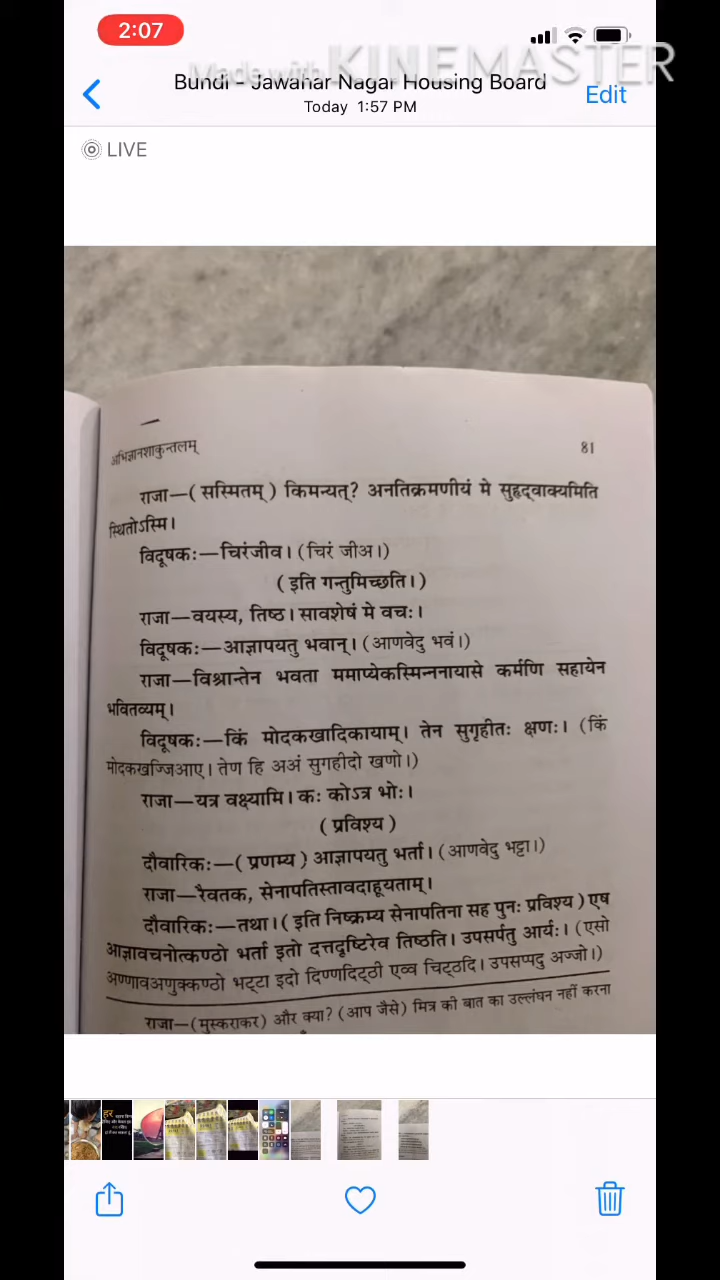 2:07
Made with KINEMASTER
Bundi - Jawahar Nagar Housing Board
Today 1:57 PM
Edit
LIVE
अभिज्ञानशाकुन्तलम् 81
राजा—( सस्मितम् ) किमन्यत्? अनतिक्रमणीयं मे सुहृद्वाक्यमिति
स्थितोऽस्मि।
विदूषकः—चिरंजीव। (चिरं जीअ।)
( इति गन्तुमिच्छति। )
राजा—वयस्य, तिष्ठ। सावशेषं मे वचः।
विदूषकः—आज्ञापयतु भवान्। (आणवेदु भवं।)
राजा—विश्रान्तेन भवता ममाप्येकस्मिन्ननायासे कर्मणि सहायेन
भवितव्यम्।
विदूषकः—किं मोदकखादिकायाम्। तेन सुगृहीतः क्षणः। (किं
मोदकखज्जिआए। तेण हि अअं सुगहीदो खणो।)
राजा—यत्र वक्ष्यामि। कः कोऽत्र भोः।
( प्रविश्य )
दौवारिकः—( प्रणम्य ) आज्ञापयतु भर्ता। (आणवेदु भट्टा।)
राजा—रैवतक, सेनापतिस्तावदाहूयताम्।
दौवारिकः—तथा। ( इति निष्क्रम्य सेनापतिना सह पुनः प्रविश्य ) एष
आज्ञावचनोत्कण्ठो भर्ता इतो दत्तदृष्टिरेव तिष्ठति। उपसर्पतु आर्यः। (एसो
अण्णावअणुक्कण्ठो भट्टा इदो दिण्णदिट्ठी एव्व चिट्ठदि। उपसप्पदु अज्जो।)
राजा—(मुस्कराकर) और क्या? (आप जैसे) मित्र की बात का उल्लंघन नहीं करना